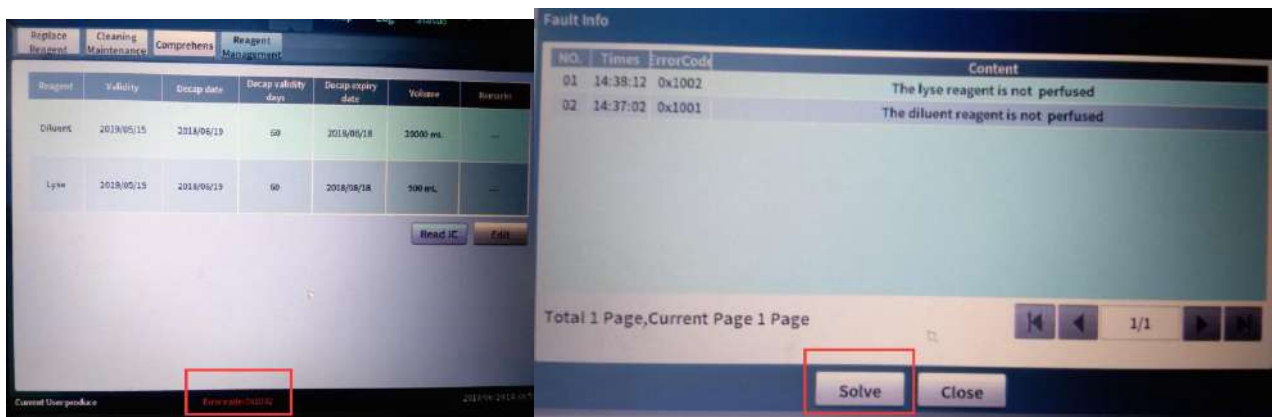 Log Status
Replace Reagent
Cleaning Maintenance
Comprehens
Reagent Management
Reagent Validity Decap date Decap validity days Decap expiry date Volume Remarks
Diluent 2019/05/15 2018/06/19 60 2018/08/18 20000 mL ---
Lyse 2019/05/15 2018/06/19 60 2018/08/18 500 mL ---
Read IC Edit
Current User:produce
Fault Info
NO. Times ErrorCode Content
01 14:38:12 0x1002 The lyse reagent is not perfused
02 14:37:02 0x1001 The diluent reagent is not perfused
Total 1 Page,Current Page 1 Page
1/1
Solve Close